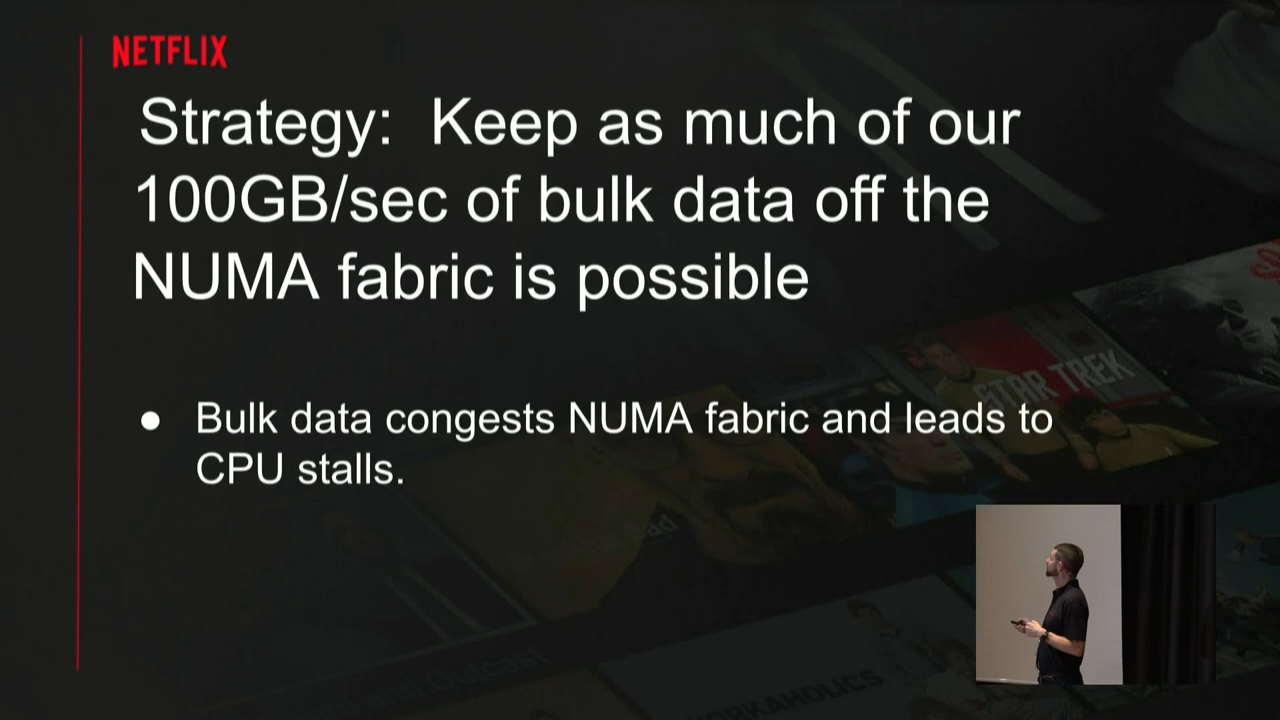 NETFLIX
Strategy: Keep as much of our
100GB/sec of bulk data off the
NUMA fabric is possible
STAR TREK
● Bulk data congests NUMA fabric and leads to
CPU stalls.
WORKAHOLICS